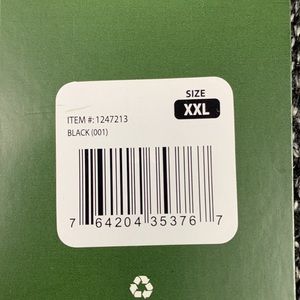 SIZE
XXL
ITEM #: 1247213
BLACK (001)
7 64204 35376 7